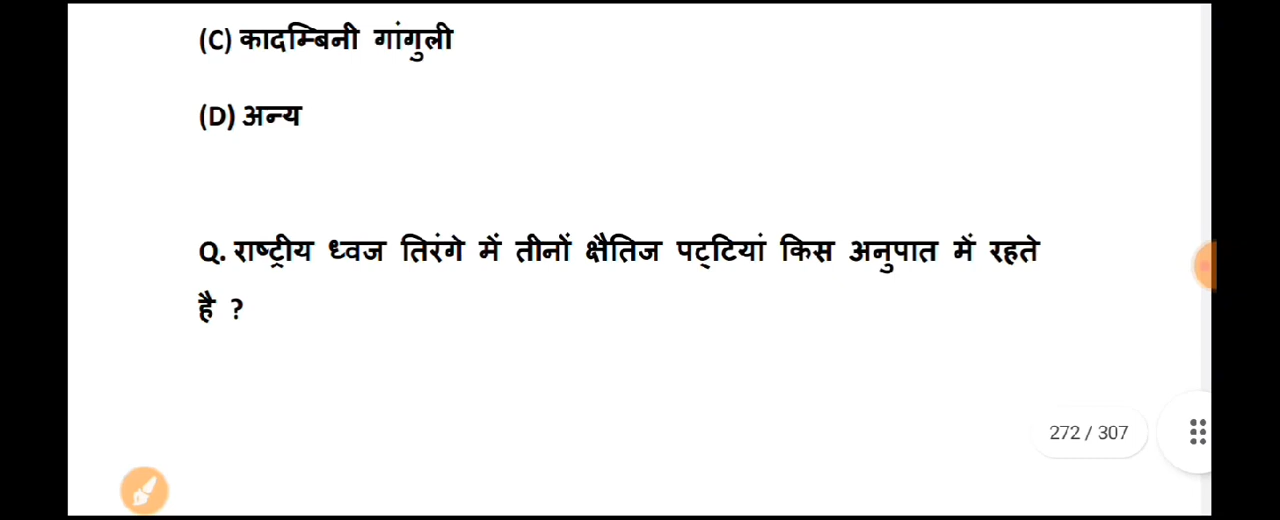 (C) कादम्बिनी गांगुली
(D) अन्य
Q. राष्ट्रीय ध्वज तिरंगे में तीनों क्षैतिज पट्टियां किस अनुपात में रहते
है ?
272 / 307